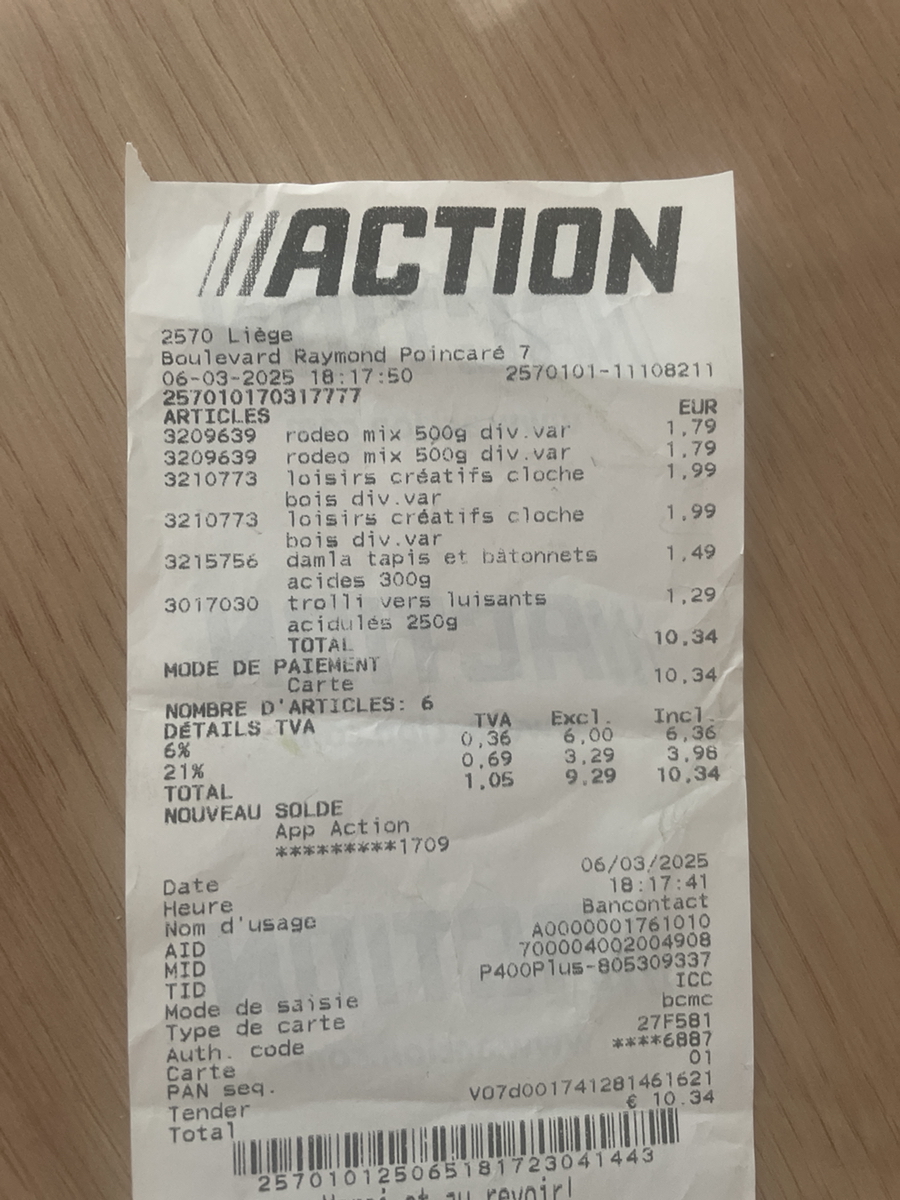 ACTION
2570 Liège
Boulevard Raymond Poincaré 7
06-03-2025 18:17:50 2570101-11108211
257010170317777
ARTICLES EUR
3209639 rodeo mix 500g div.var 1,79
3209639 rodeo mix 500g div.var 1,79
3210773 loisirs créatifs cloche 1,99
bois div.var
3210773 loisirs créatifs cloche 1,99
bois div.var
3215756 damla tapis et bâtonnets 1,49
acides 300g
3017030 trolli vers luisants 1,29
acidulés 250g
TOTAL 10,34
MODE DE PAIEMENT
Carte 10,34
NOMBRE D'ARTICLES: 6
DÉTAILS TVA TVA Excl. Incl.
6% 0,36 6,00 6,36
21% 0,69 3,29 3,98
TOTAL 1,05 9,29 10,34
NOUVEAU SOLDE
App Action
*********1709
Date 06/03/2025
Heure 18:17:41
Nom d'usage Bancontact
AID A0000001761010
MID 700004002004908
TID P400Plus-805309337
Mode de saisie ICC
Type de carte bcmc
Auth. code 27F581
Carte ****6887
PAN seq. 01
Tender V07d001741281461621
Total € 10.34
257010125065181723041443
et au revoir!